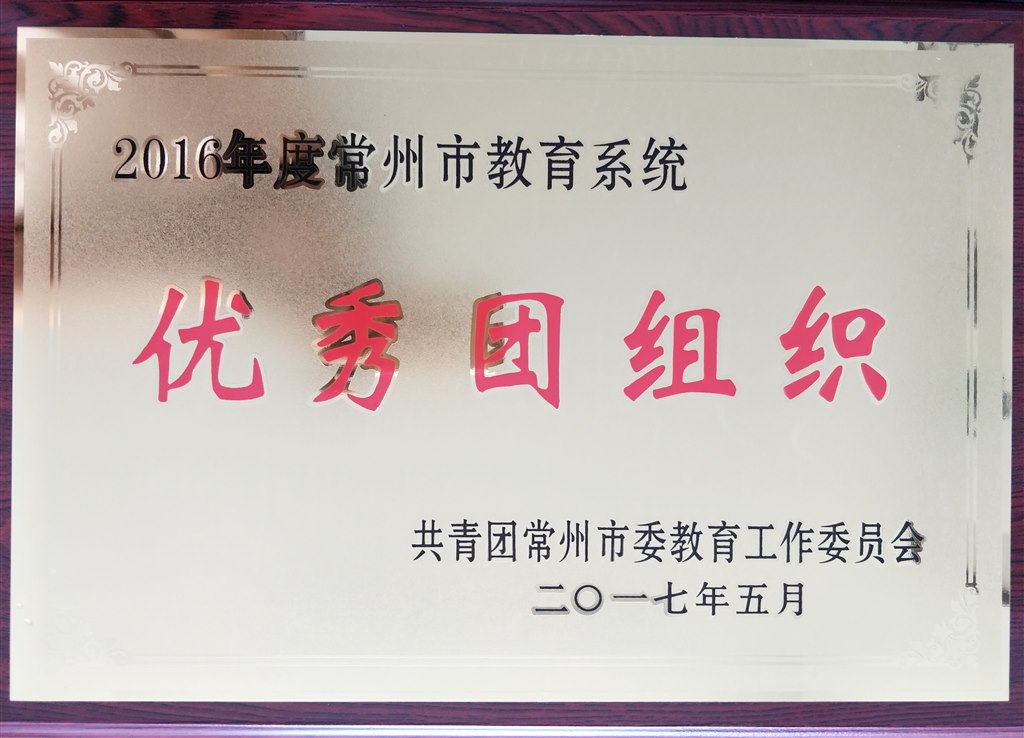 2016年度常州市教育系统
优秀团组织
共青团常州市委教育工作委员会
二〇一七年五月